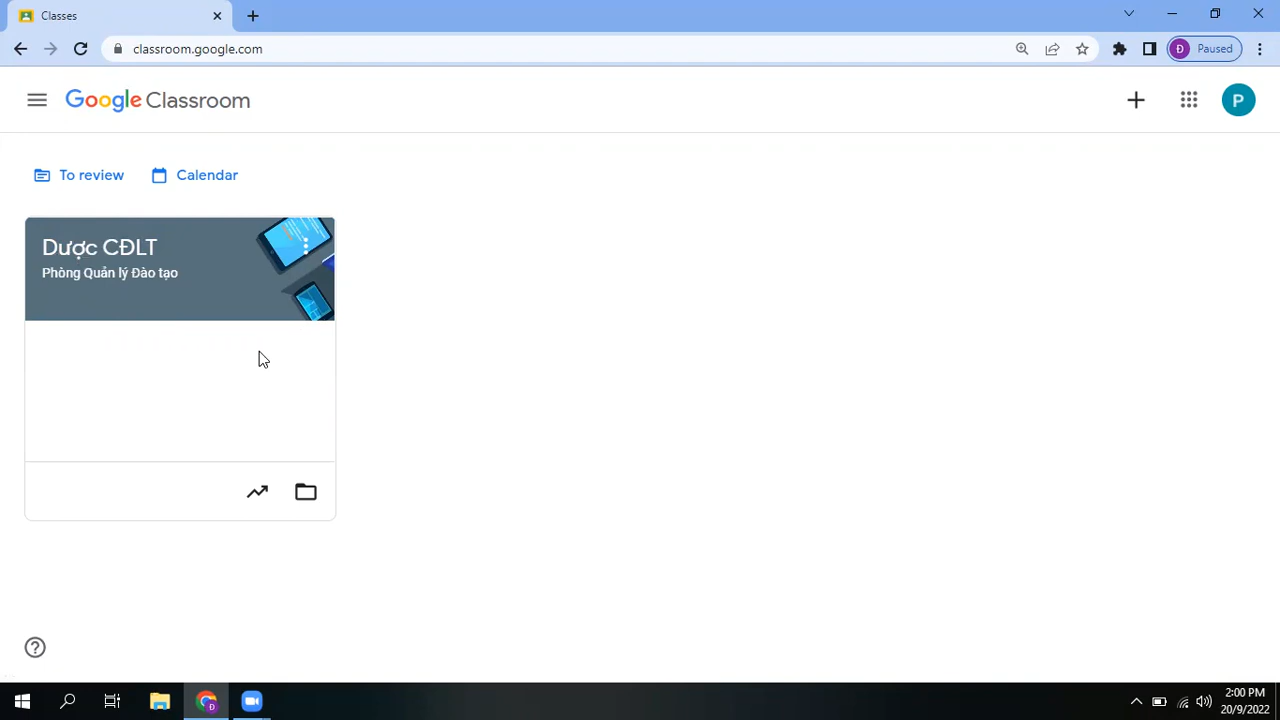 Classes
classroom.google.com
Đ Paused
Google Classroom
P
To review
Calendar
Dược CĐLT
Phòng Quản lý Đào tạo
2:00 PM
20/9/2022